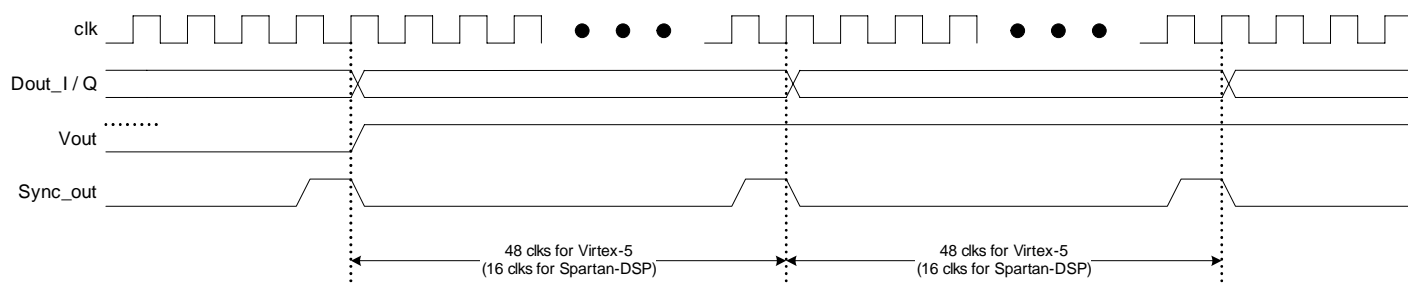 clk
Dout_I / Q
Vout
Sync_out
48 clks for Virtex-5
(16 clks for Spartan-DSP)
48 clks for Virtex-5
(16 clks for Spartan-DSP)